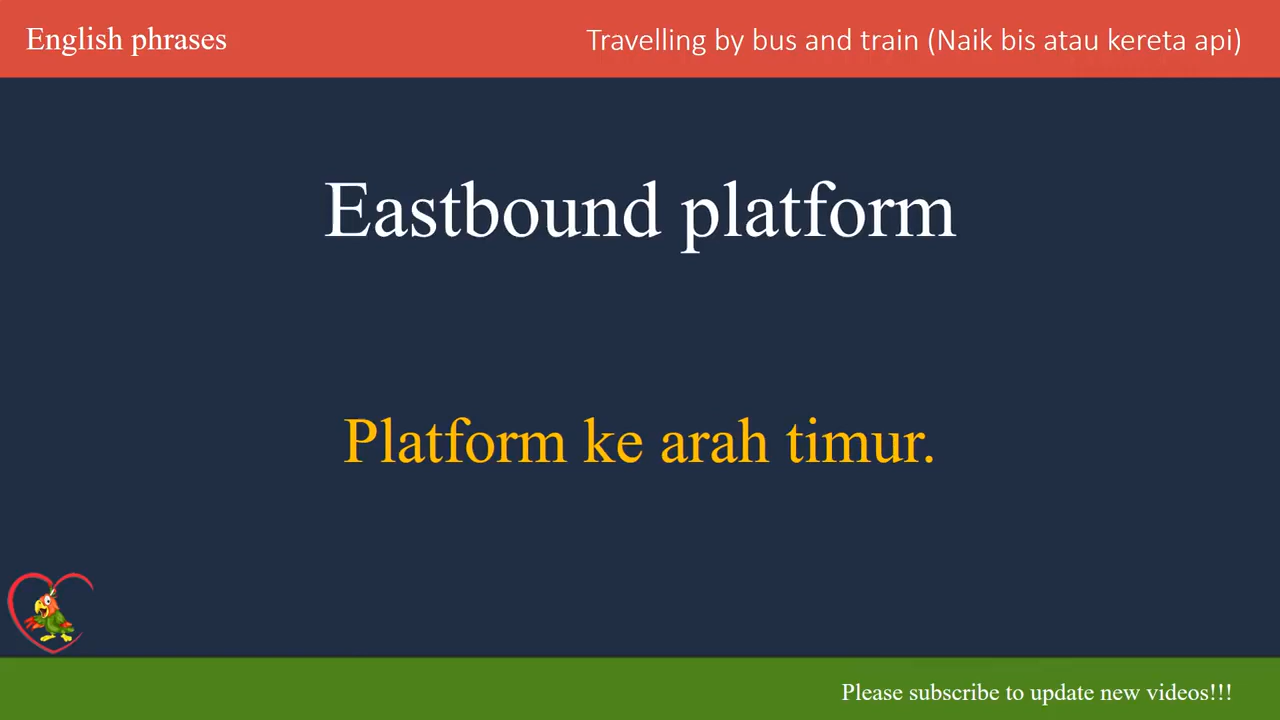 English phrases
Travelling by bus and train (Naik bis atau kereta api)
Eastbound platform
Platform ke arah timur.
Please subscribe to update new videos!!!